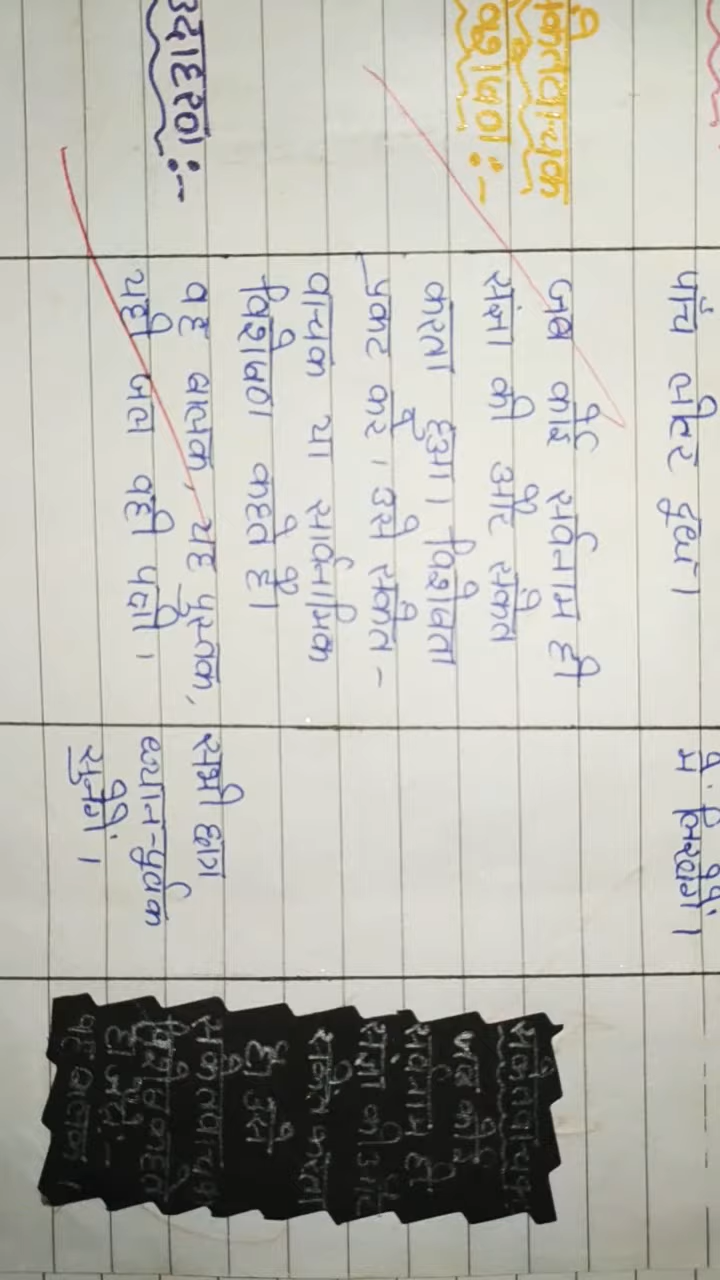 पाँच लीटर दूध।
में लिखेंगे।
संकेतवाचक
विशेषण :-
जब कोई सर्वनाम ही
संज्ञा की ओर संकेत
करता हुआ। विशेषता
प्रकट करे। उसे संकेत-
वाचक या सार्वनामिक
विशेषण कहते है।
उदाहरण :-
वह बालक, यह पुस्तक,
यही जल वही पक्षी।
सभी छात्र
ध्यान-पूर्वक
सुनेंगे।
संकेतवाचक
जब कोई
सर्वनाम ही
संज्ञा की ओर
संकेत करता
है। उसे
संकेतवाचक
विशेषण कहते
है। जैसे:-
वह बालक।